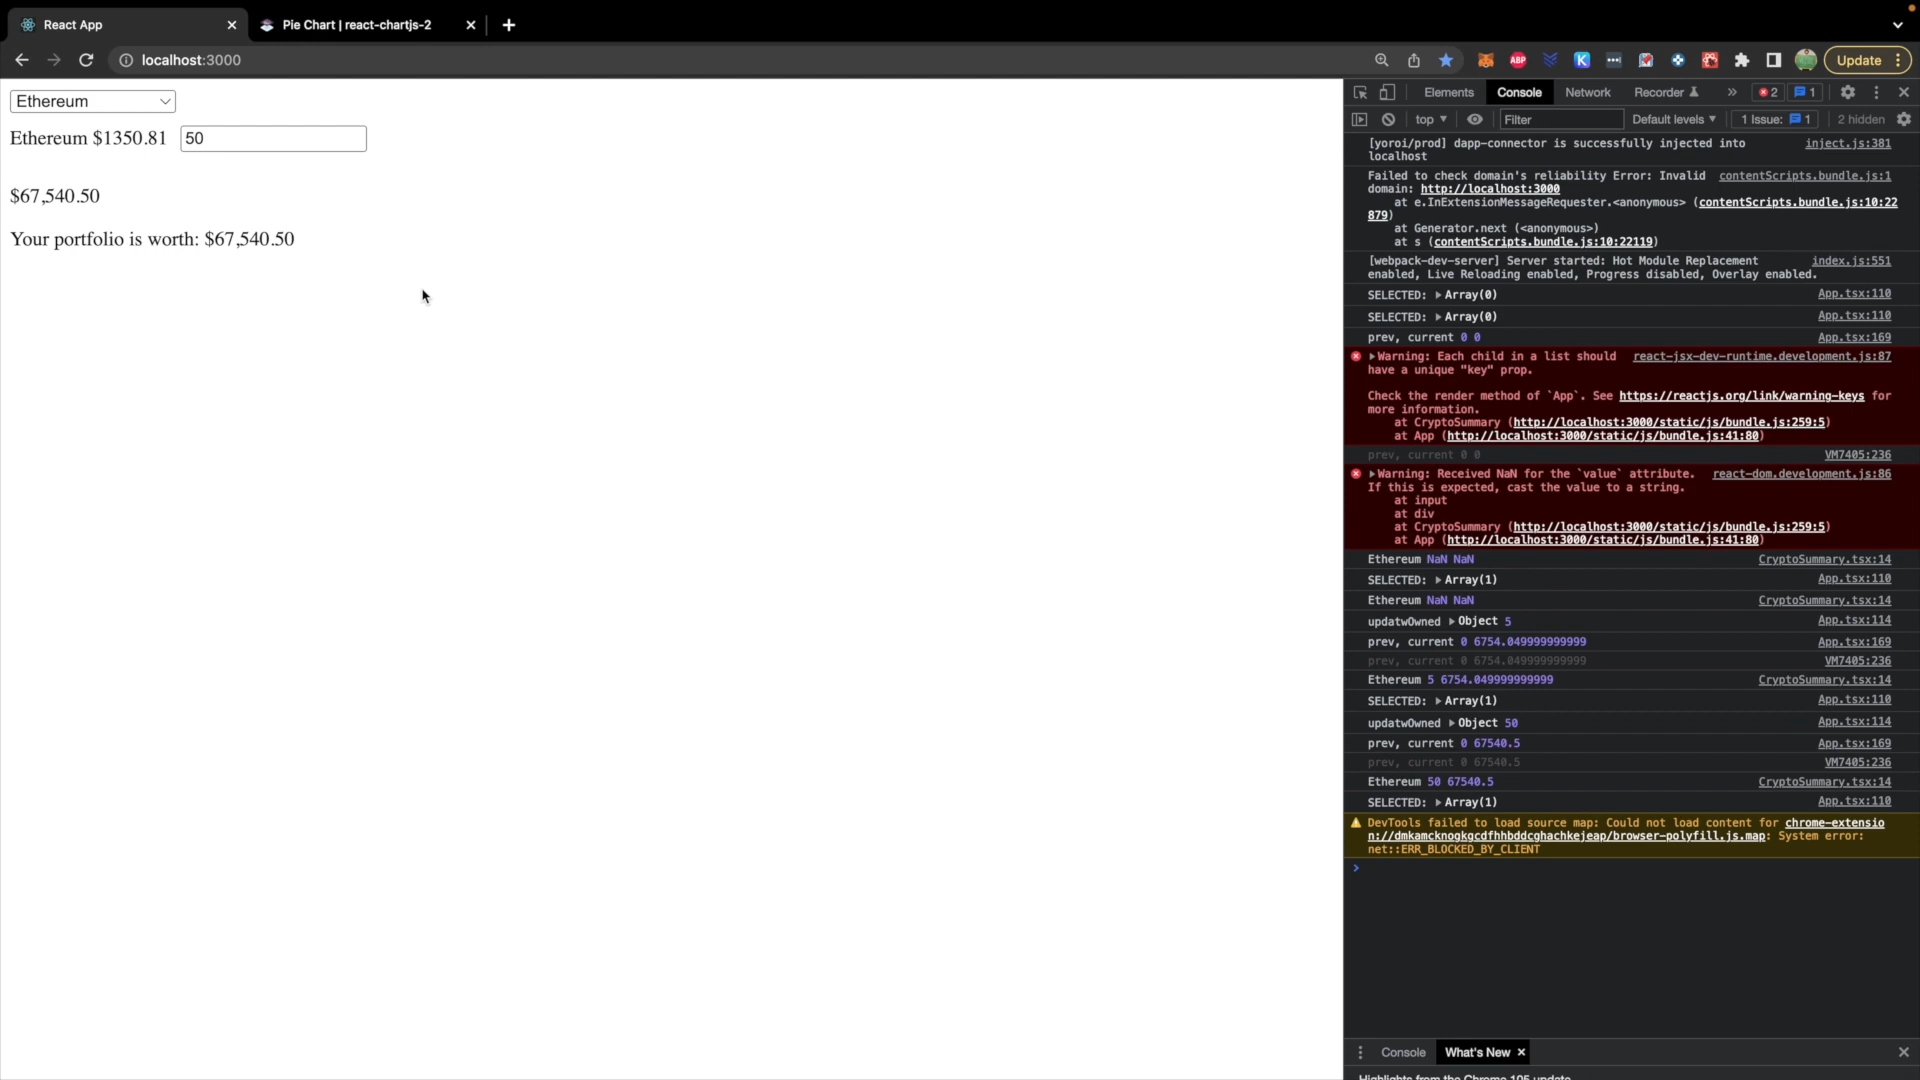 React App
Pie Chart | react-chartjs-2
localhost:3000
ABP
K
Update
Ethereum
Ethereum $1350.81
50
$67,540.50
Your portfolio is worth: $67,540.50
Elements
Console
Network
Recorder
2
1
top
Filter
Default levels
1 Issue:
1
2 hidden
[yoroi/prod] dapp-connector is successfully injected into inject.js:381
localhost
Failed to check domain's reliability Error: Invalid contentScripts.bundle.js:1
domain: http://localhost:3000
at e.InExtensionMessageRequester.<anonymous> (contentScripts.bundle.js:10:22
879)
at Generator.next (<anonymous>)
at s (contentScripts.bundle.js:10:22119)
[webpack-dev-server] Server started: Hot Module Replacement index.js:551
enabled, Live Reloading enabled, Progress disabled, Overlay enabled.
SELECTED: ▶Array(0) App.tsx:110
SELECTED: ▶Array(0) App.tsx:110
prev, current 0 0 App.tsx:169
▶Warning: Each child in a list should react-jsx-dev-runtime.development.js:87
have a unique "key" prop.
Check the render method of `App`. See https://reactjs.org/link/warning-keys for
more information.
at CryptoSummary (http://localhost:3000/static/js/bundle.js:259:5)
at App (http://localhost:3000/static/js/bundle.js:41:80)
prev, current 0 0 VM7405:236
▶Warning: Received NaN for the `value` attribute. react-dom.development.js:86
If this is expected, cast the value to a string.
at input
at div
at CryptoSummary (http://localhost:3000/static/js/bundle.js:259:5)
at App (http://localhost:3000/static/js/bundle.js:41:80)
Ethereum NaN NaN CryptoSummary.tsx:14
SELECTED: ▶Array(1) App.tsx:110
Ethereum NaN NaN CryptoSummary.tsx:14
updatwOwned ▶Object 5 App.tsx:114
prev, current 0 6754.049999999999 App.tsx:169
prev, current 0 6754.049999999999 VM7405:236
Ethereum 5 6754.049999999999 CryptoSummary.tsx:14
SELECTED: ▶Array(1) App.tsx:110
updatwOwned ▶Object 50 App.tsx:114
prev, current 0 67540.5 App.tsx:169
prev, current 0 67540.5 VM7405:236
Ethereum 50 67540.5 CryptoSummary.tsx:14
SELECTED: ▶Array(1) App.tsx:110
DevTools failed to load source map: Could not load content for chrome-extensio
n://dmkamcknogkgcdfhhbddcghachkejeap/browser-polyfill.js.map: System error:
net::ERR_BLOCKED_BY_CLIENT
Console
What's New
Highlights from the Chrome 105 update